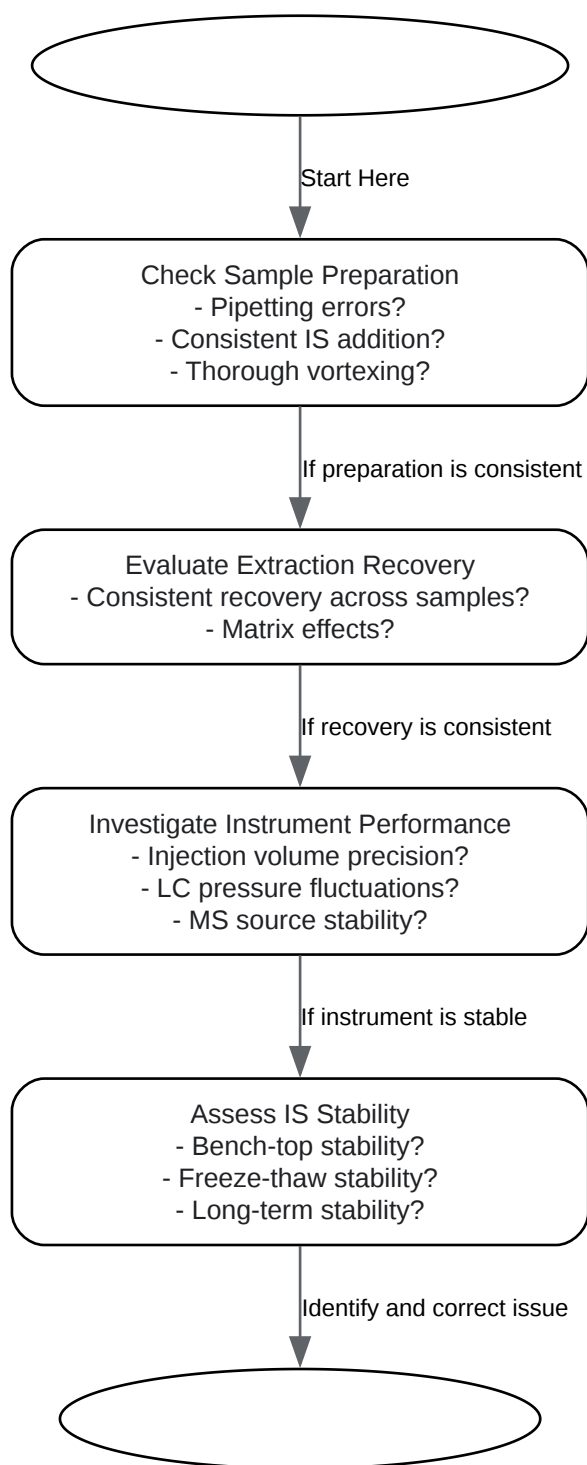 Start Here
Check Sample Preparation
- Pipetting errors?
- Consistent IS addition?
- Thorough vortexing?
If preparation is consistent
Evaluate Extraction Recovery
- Consistent recovery across samples?
- Matrix effects?
If recovery is consistent
Investigate Instrument Performance
- Injection volume precision?
- LC pressure fluctuations?
- MS source stability?
If instrument is stable
Assess IS Stability
- Bench-top stability?
- Freeze-thaw stability?
- Long-term stability?
Identify and correct issue